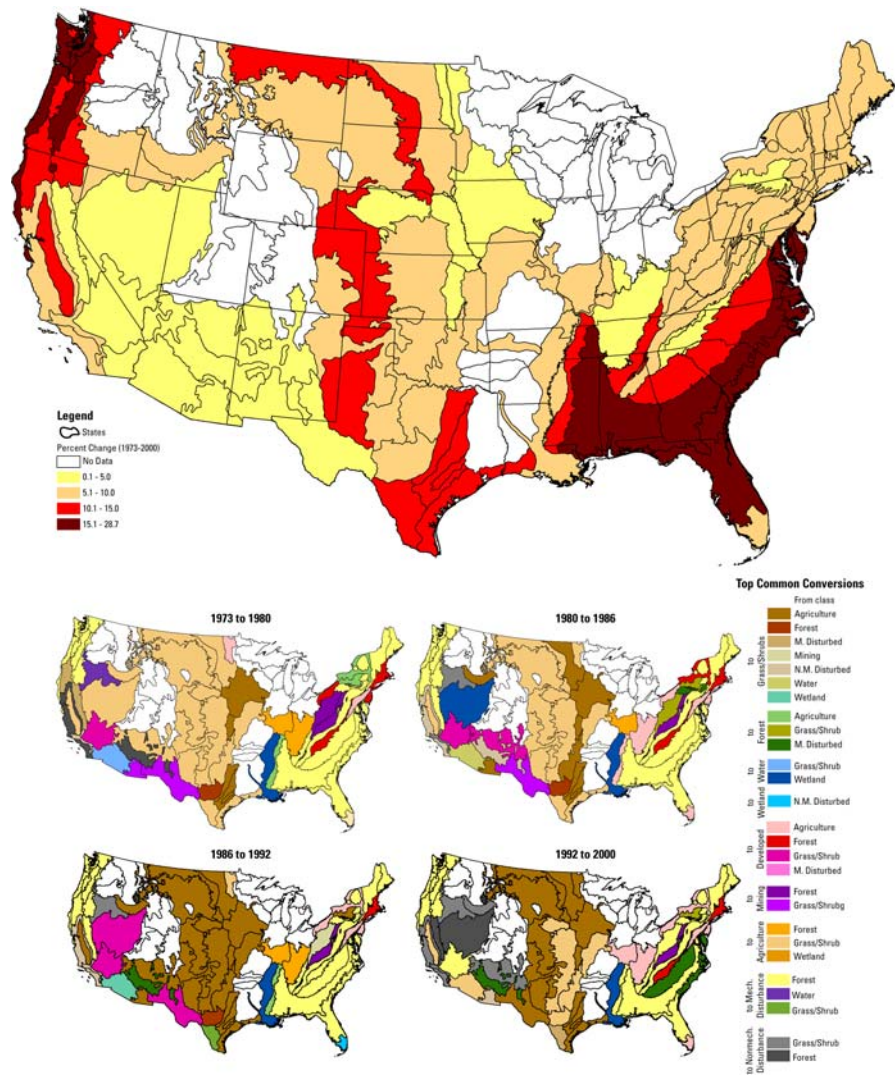 Legend
States
Percent Change (1973-2000)
No Data
0.1 - 5.0
5.1 - 10.0
10.1 - 15.0
15.1 - 28.7
1973 to 1980
1980 to 1986
1986 to 1992
1992 to 2000
Top Common Conversions
From class
to Grass/Shrubs
Agriculture
Forest
M. Disturbed
Mining
N.M. Disturbed
Water
Wetland
to Forest
Agriculture
Grass/Shrub
M. Disturbed
to Water
Grass/Shrub
Wetland
to Wetland
N.M. Disturbed
to Developed
Agriculture
Forest
Grass/Shrub
M. Disturbed
to Mining
Forest
Grass/Shrubg
to Agriculture
Forest
Grass/Shrub
Wetland
to Mech. Disturbance
Forest
Water
Grass/Shrub
to Nonmech. Disturbance
Grass/Shrub
Forest